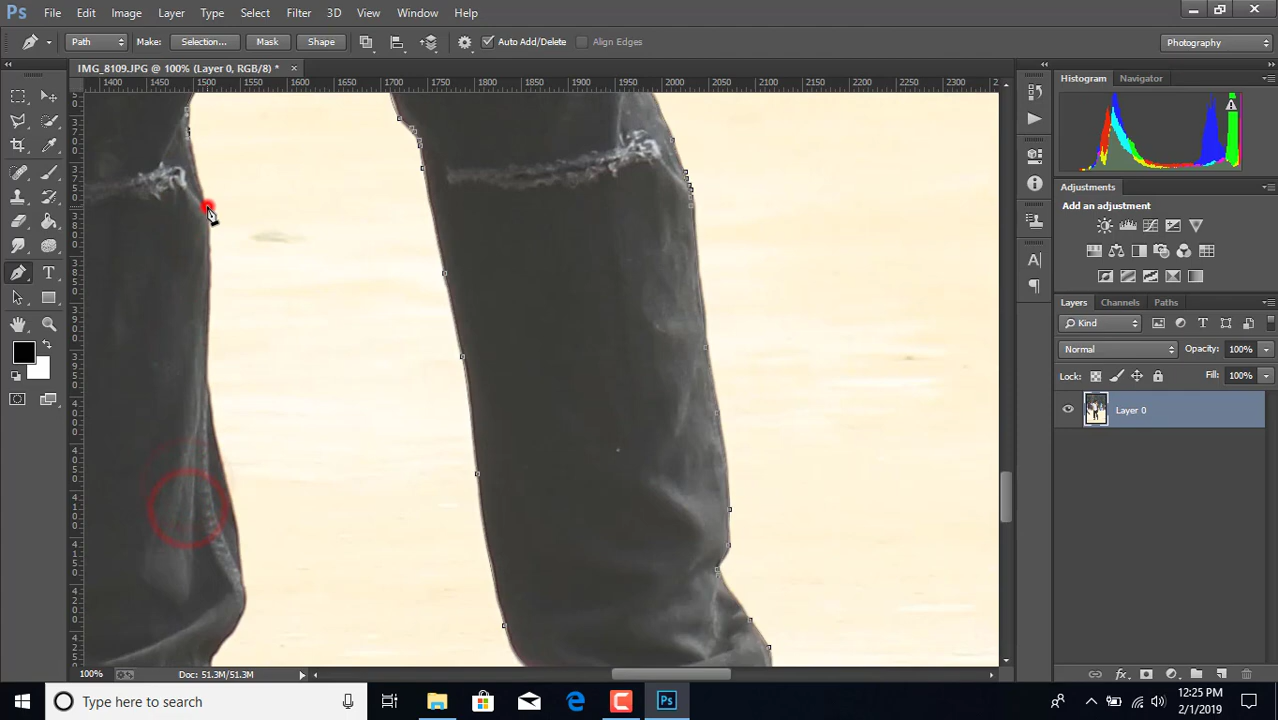 Ps File Edit Image Layer Type Select Filter 3D View Window Help
Path Make: Selection... Mask Shape Auto Add/Delete Align Edges Photography
IMG_8109.JPG @ 100% (Layer 0, RGB/8) * ×
1400 1450 1500 1550 1600 1650 1700 1750 1800 1850 1900 1950 2000 2050 2100 2150 2200 2300
Histogram Navigator
Adjustments
Add an adjustment
Layers Channels Paths
Kind
Normal Opacity: 100%
Lock: Fill: 100%
Layer 0
100% Doc: 51.3M/51.3M
Type here to search
12:25 PM
2/1/2019